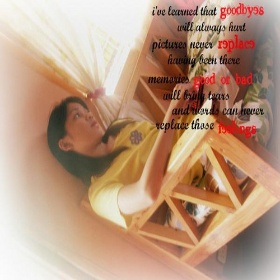 i've learned that goodbyes
will always hurt
pictures never replace
having been there
memories good or bad
will bring tears
and words can never
replace those feelings